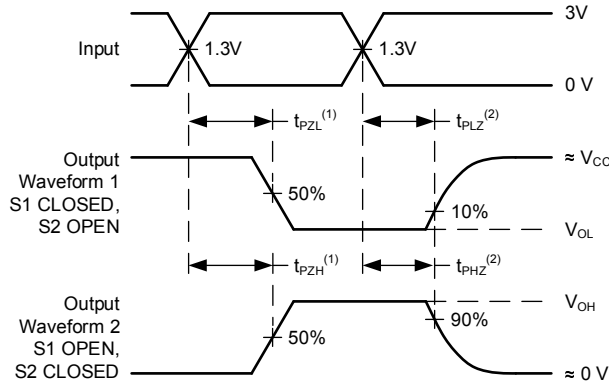 3V
Input
1.3V
1.3V
0 V
tPZL(1)
tPLZ(2)
Output
Waveform 1
S1 CLOSED,
S2 OPEN
≈ VCC
50%
10%
VOL
tPZH(1)
tPHZ(2)
Output
Waveform 2
S1 OPEN,
S2 CLOSED
VOH
90%
50%
≈ 0 V